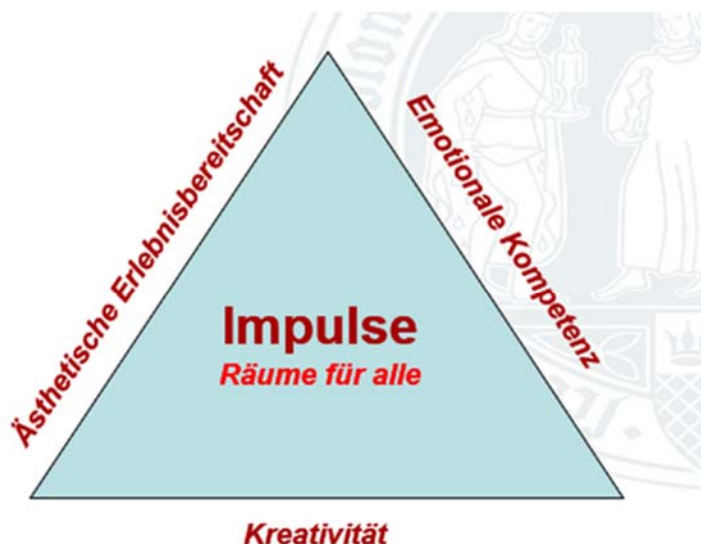 Ästhetische Erlebnisbereitschaft
Emotionale Kompetenz
Impulse
Räume für alle
Kreativität